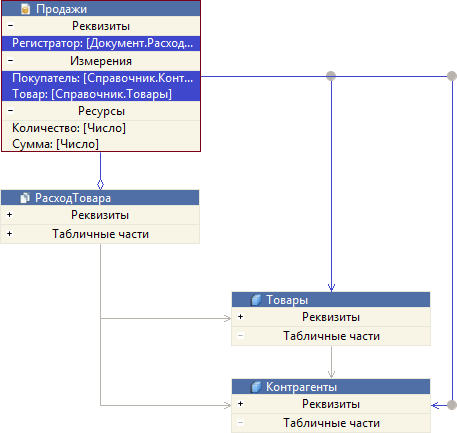 Продажи
Реквизиты
Регистратор: [Документ.Расход...
Измерения
Покупатель: [Справочник.Конт...
Товар: [Справочник.Товары]
Ресурсы
Количество: [Число]
Сумма: [Число]
РасходТовара
Реквизиты
Табличные части
Товары
Реквизиты
Табличные части
Контрагенты
Реквизиты
Табличные части